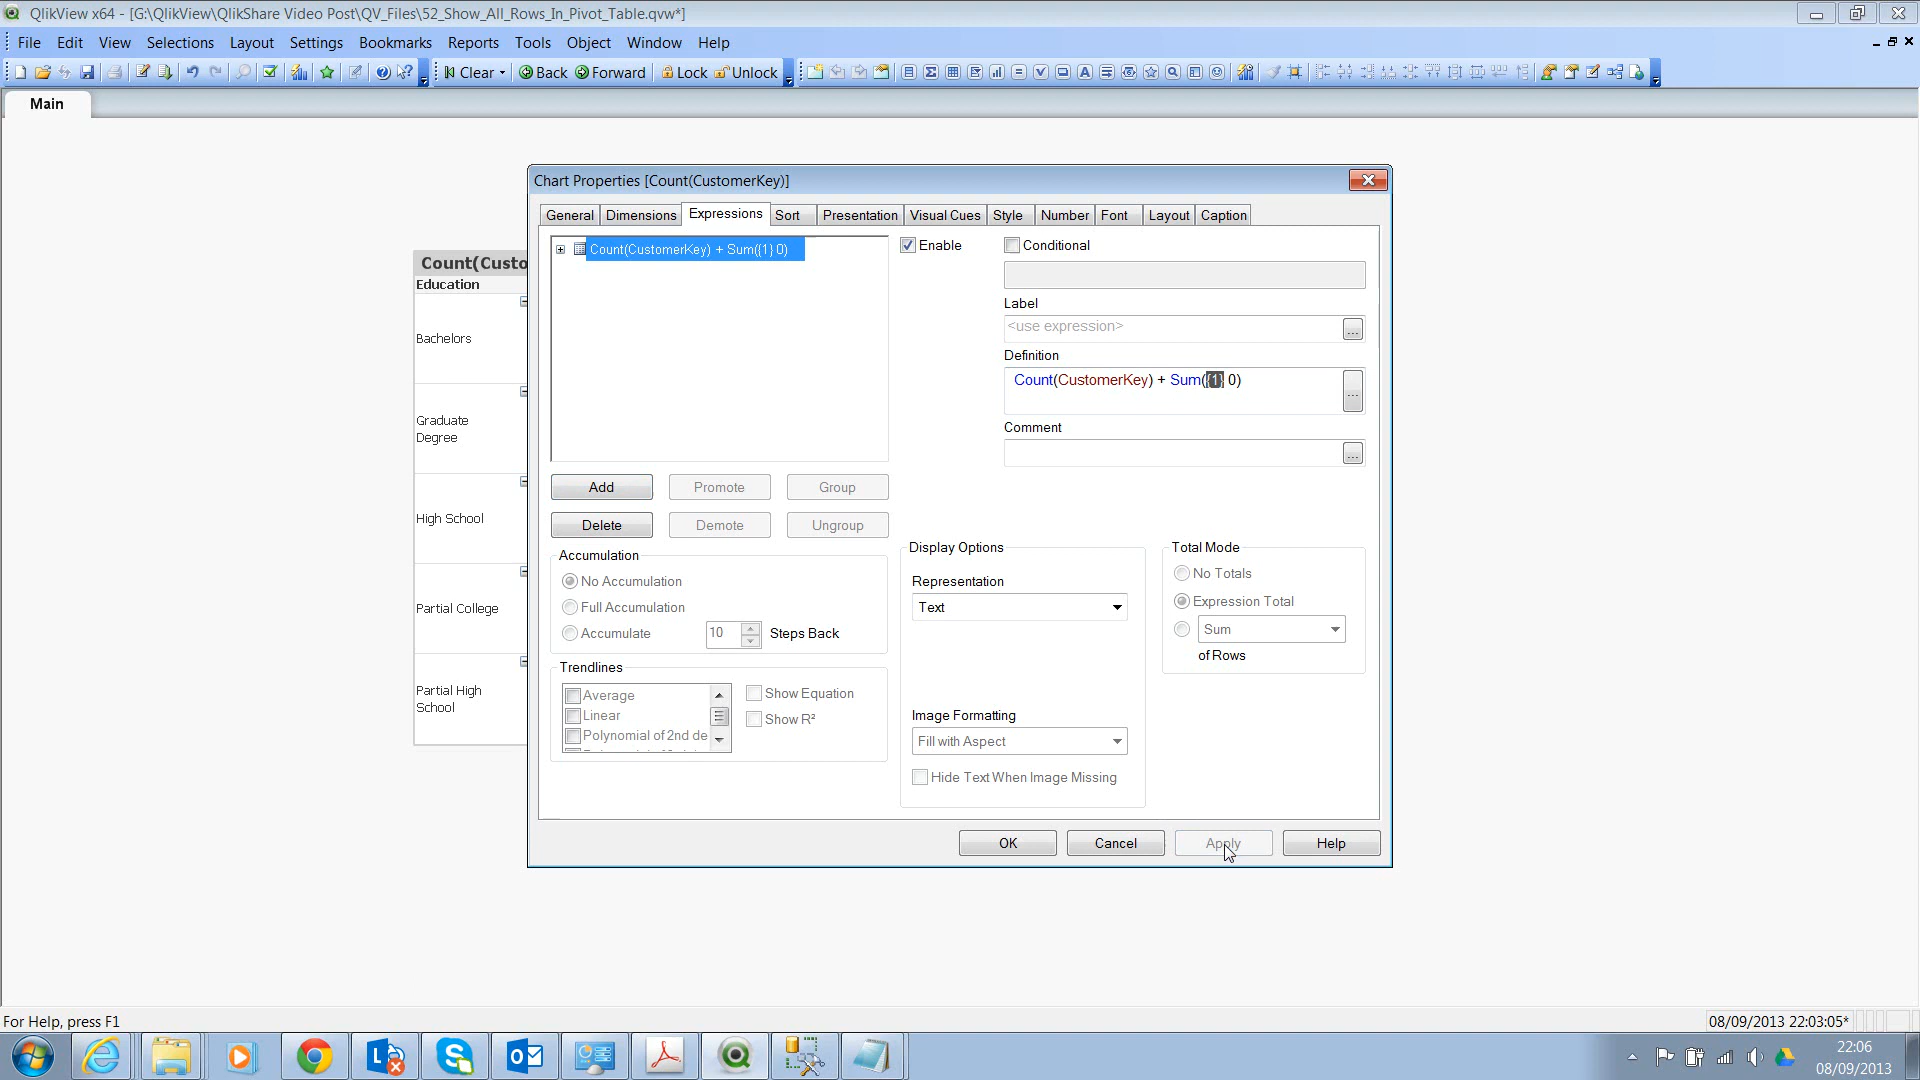 QlikView x64 - [G:\QlikView\QlikShare Video Post\QV_Files\52_Show_All_Rows_In_Pivot_Table.qvw*]
File Edit View Selections Layout Settings Bookmarks Reports Tools Object Window Help
Clear Back Forward Lock Unlock
Main
Count(Custo
Education
Bachelors
Graduate
Degree
High School
Partial College
Partial High
School
Chart Properties [Count(CustomerKey)]
General Dimensions Expressions Sort Presentation Visual Cues Style Number Font Layout Caption
Count(CustomerKey) + Sum({1} 0)
Enable
Conditional
Label
<use expression>
...
Definition
Count(CustomerKey) + Sum({1} 0)
...
Comment
...
Add Promote Group
Delete Demote Ungroup
Accumulation
No Accumulation
Full Accumulation
Accumulate 10 Steps Back
Trendlines
Average
Linear
Polynomial of 2nd de
Show Equation
Show R²
Display Options
Representation
Text
Image Formatting
Fill with Aspect
Hide Text When Image Missing
Total Mode
No Totals
Expression Total
Sum
of Rows
OK Cancel Apply Help
For Help, press F1
08/09/2013 22:03:05*
22:06
08/09/2013